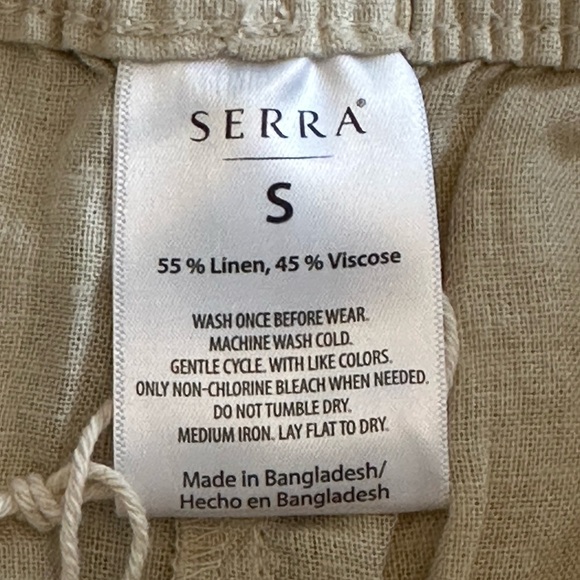 SERRA®
S
55 % Linen, 45 % Viscose
WASH ONCE BEFORE WEAR.
MACHINE WASH COLD.
GENTLE CYCLE. WITH LIKE COLORS.
ONLY NON-CHLORINE BLEACH WHEN NEEDED.
DO NOT TUMBLE DRY.
MEDIUM IRON. LAY FLAT TO DRY.
Made in Bangladesh/
Hecho en Bangladesh